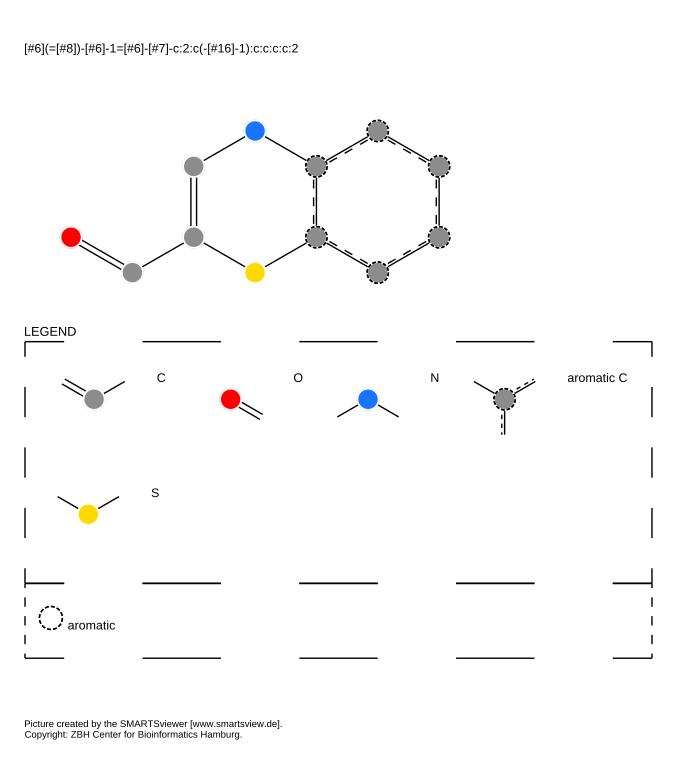 [#6](=[#8])-[#6]-1=[#6]-[#7]-c:2:c(-[#16]-1):c:c:c:c:2
LEGEND
C O N aromatic C
S
aromatic
Picture created by the SMARTSviewer [www.smartsview.de].
Copyright: ZBH Center for Bioinformatics Hamburg.